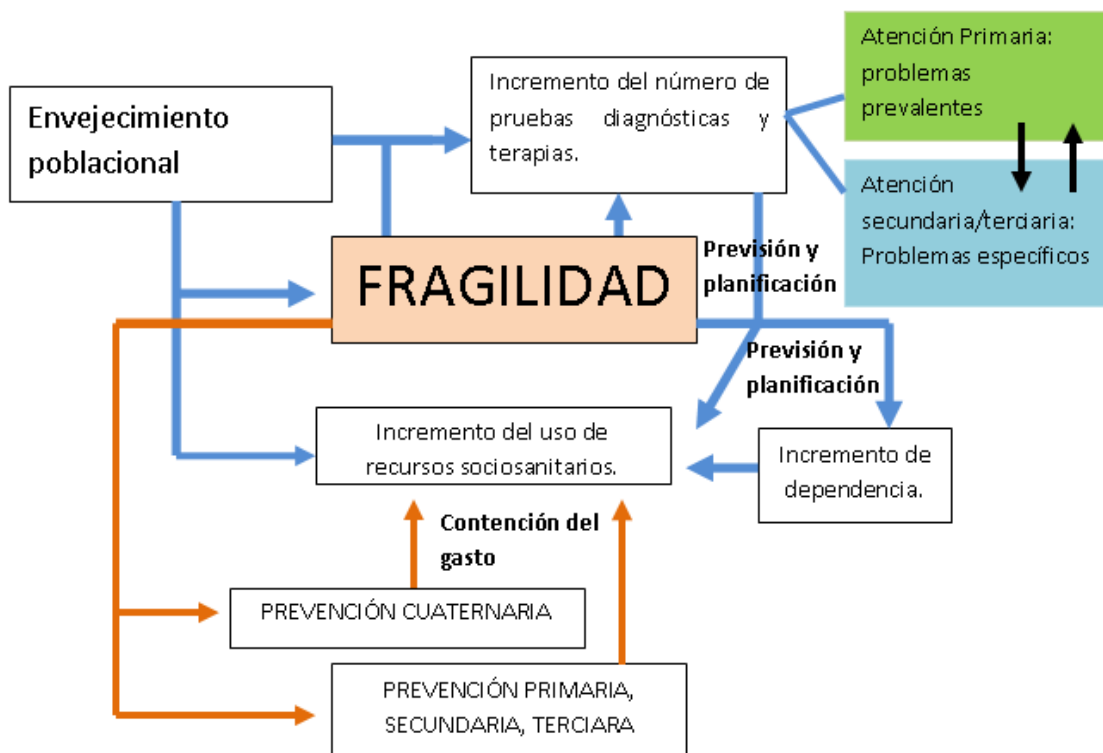 Envejecimiento
poblacional
Incremento del número de
pruebas diagnósticas y
terapias.
Atención Primaria:
problemas
prevalentes
Atención
secundaria/terciaria:
Problemas específicos
FRAGILIDAD
Previsión y
planificación
Previsión y
planificación
Incremento del uso de
recursos sociosanitarios.
Incremento de
dependencia.
Contención del
gasto
PREVENCIÓN CUATERNARIA
PREVENCIÓN PRIMARIA,
SECUNDARIA, TERCIARA